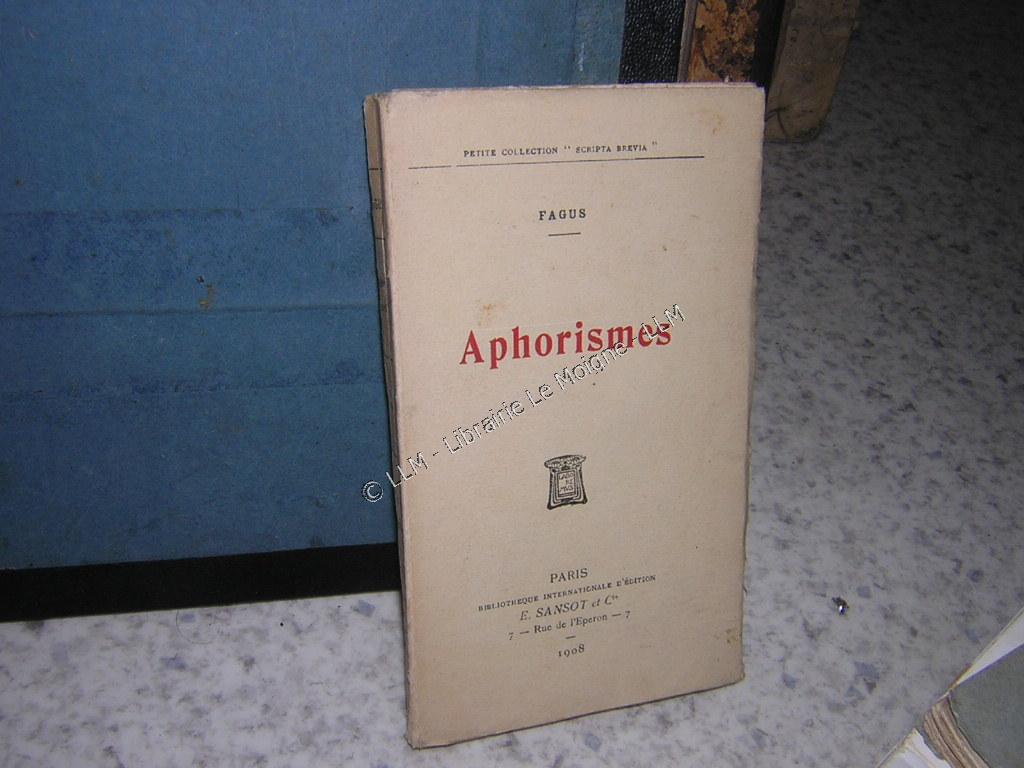 PETITE COLLECTION “ SCRIPTA BREVIA ”
FAGUS
Aphorismes
© LLM - Librairie Le Moigne - LLM
PARIS
BIBLIOTHEQUE INTERNATIONALE D'ÉDITION
E. SANSOT et Cie
7 — Rue de l'Eperon — 7
1908